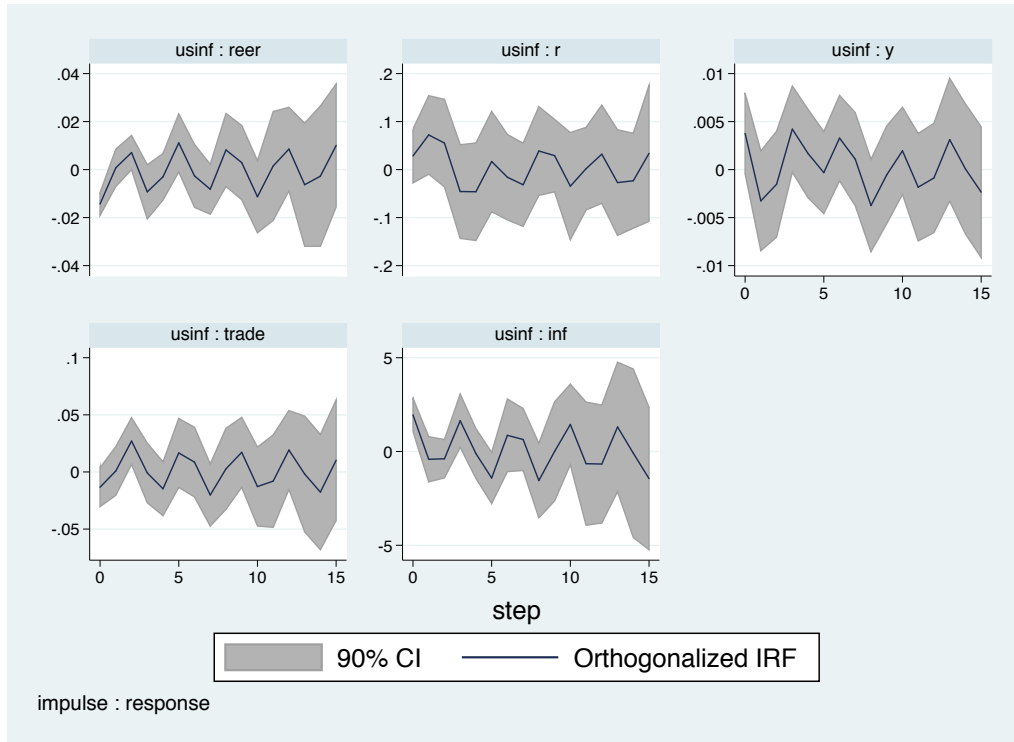 usinf : reer
usinf : r
usinf : y
.04
.02
0
-.02
-.04
.2
.1
0
-.1
-.2
.01
.005
0
-.005
-.01
0 5 10 15
usinf : trade
usinf : inf
.1
.05
0
-.05
0 5 10 15
5
0
-5
0 5 10 15
step
90% CI Orthogonalized IRF
impulse : response